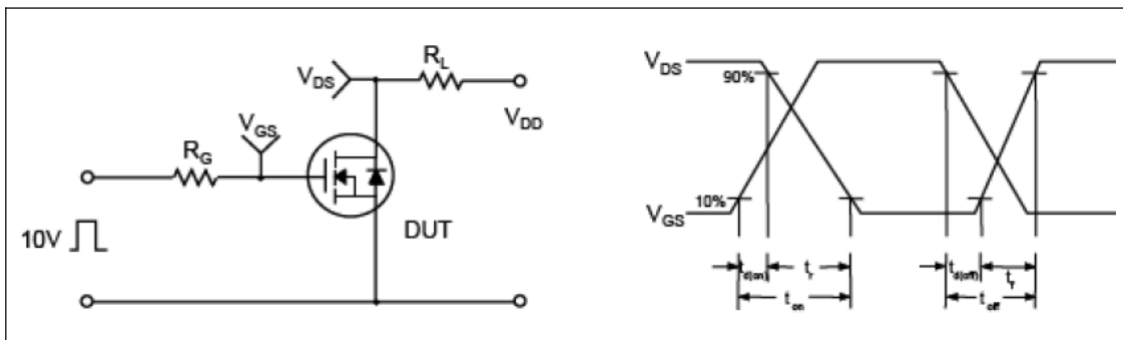 R_L
V_DS
V_DD
V_GS
R_G
DUT
10V
V_DS
90%
10%
V_GS
t_d(on)
t_r
t_on
t_d(off)
t_f
t_off